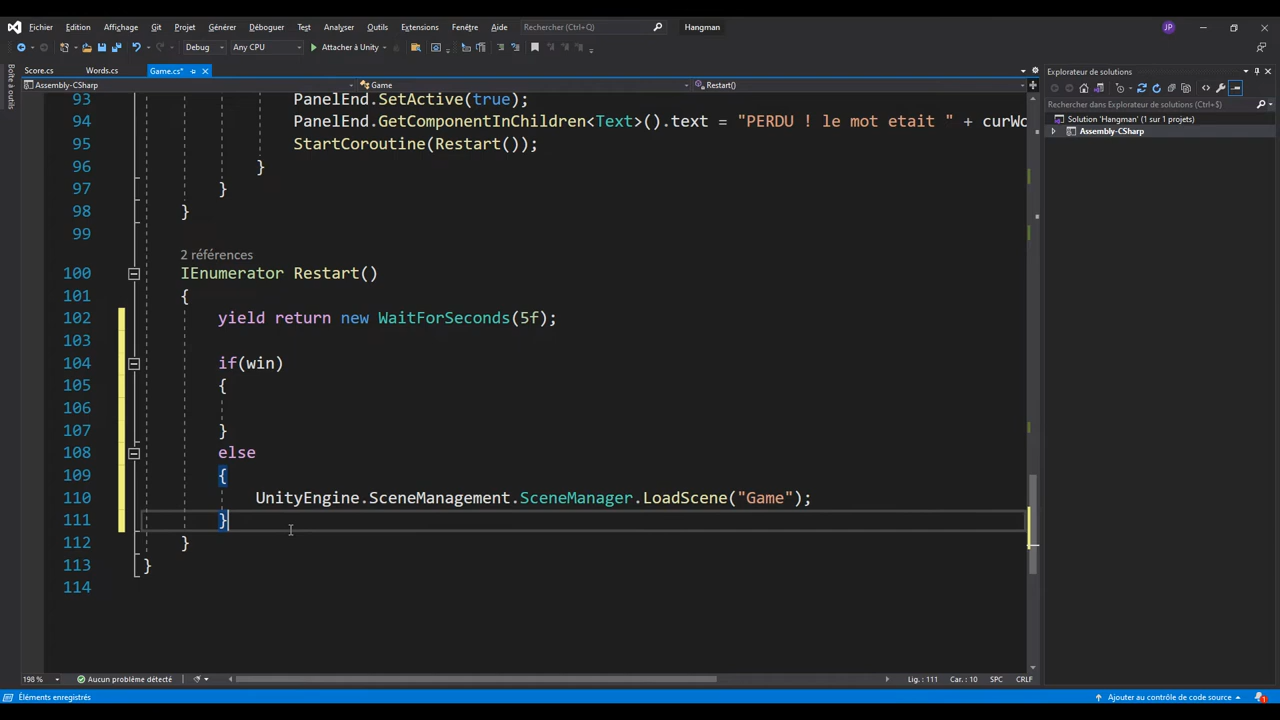 Fichier Edition Affichage Git Projet Générer Déboguer Test Analyser Outils Extensions Fenêtre Aide Rechercher (Ctrl+Q) Hangman JP
Debug Any CPU Attacher à Unity
Boîte à outils
Score.cs Words.cs Game.cs* Explorateur de solutions
Assembly-CSharp Game Restart()
Rechercher dans Explorateur de solutions (Ctrl+$)
Solution 'Hangman' (1 sur 1 projets)
Assembly-CSharp
93 PanelEnd.SetActive(true);
94 PanelEnd.GetComponentInChildren<Text>().text = "PERDU ! le mot etait " + curWo
95 StartCoroutine(Restart());
96 }
97 }
98 }
99
2 références
100 IEnumerator Restart()
101 {
102 yield return new WaitForSeconds(5f);
103
104 if(win)
105 {
106
107 }
108 else
109 {
110 UnityEngine.SceneManagement.SceneManager.LoadScene("Game");
111 }
112 }
113 }
114
198 % Aucun problème détecté Lig. : 111 Car. : 10 SPC CRLF
Éléments enregistrés Ajouter au contrôle de code source 1